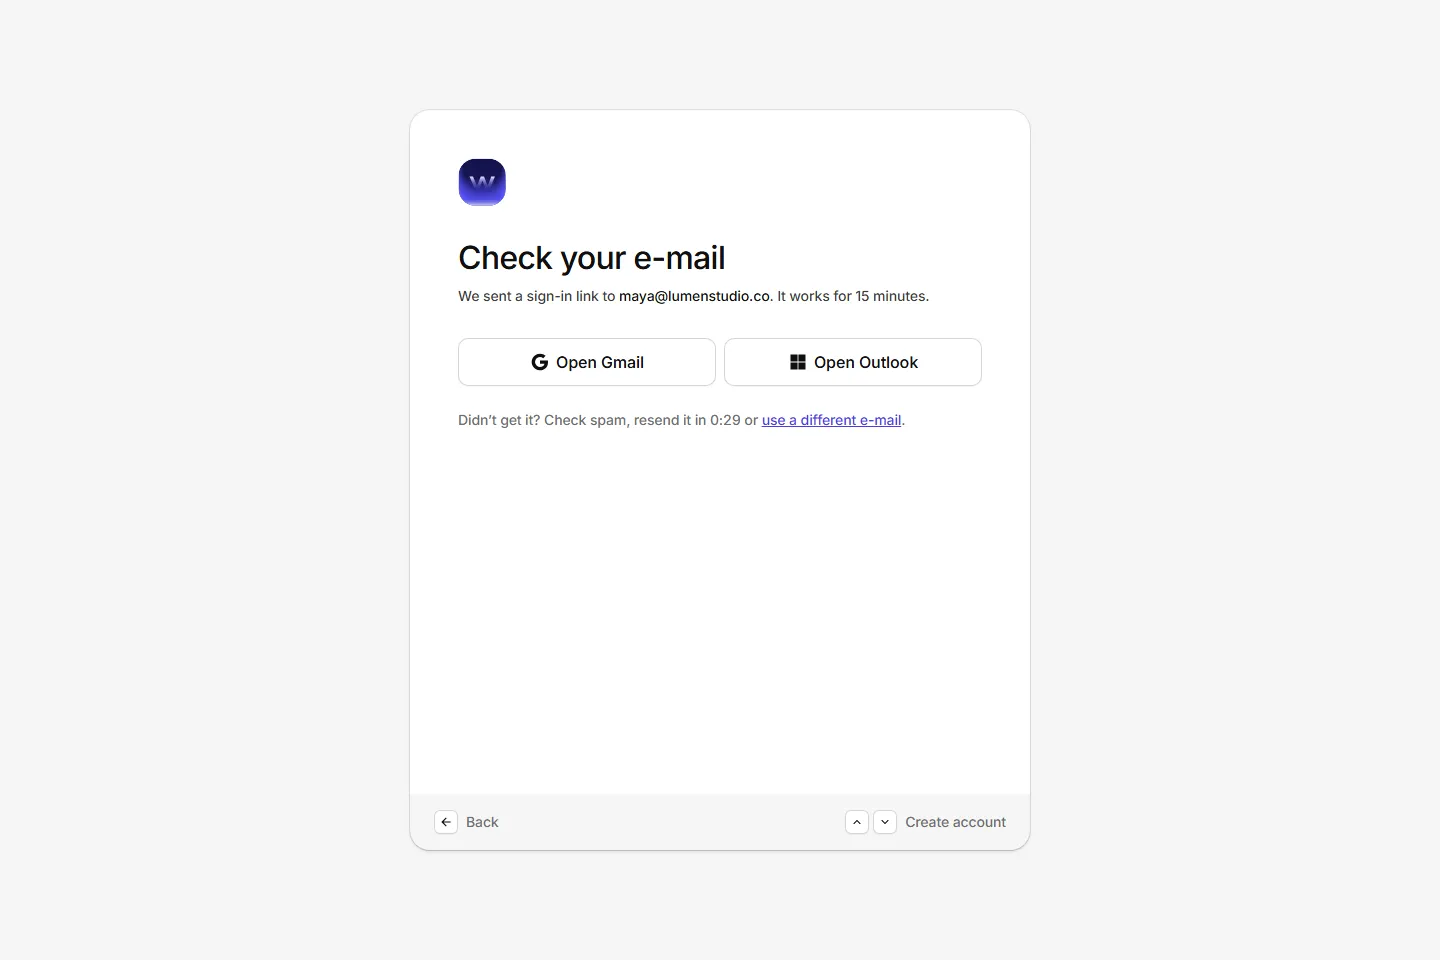 W
Check your e-mail
We sent a sign-in link to maya@lumenstudio.co. It works for 15 minutes.
Open Gmail
Open Outlook
Didn’t get it? Check spam, resend it in 0:29 or use a different e-mail.
Back
Create account